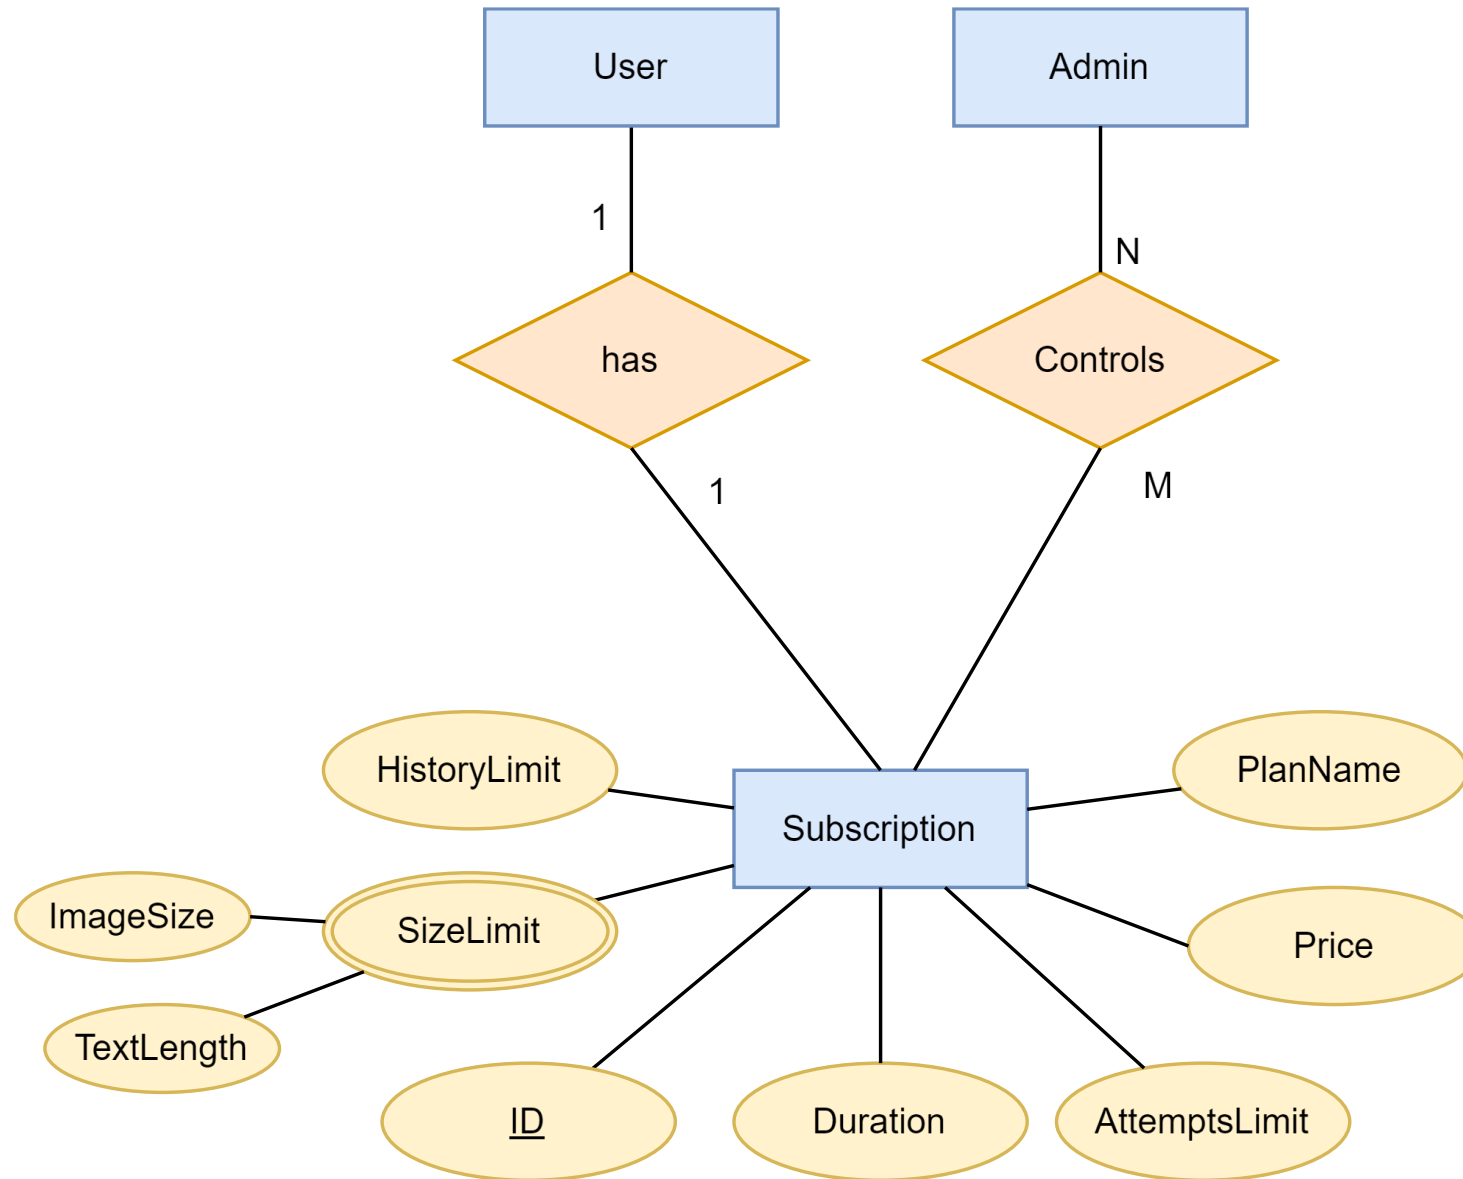 User
Admin
1
N
has
Controls
1
M
HistoryLimit
PlanName
Subscription
ImageSize
SizeLimit
Price
TextLength
ID
Duration
AttemptsLimit